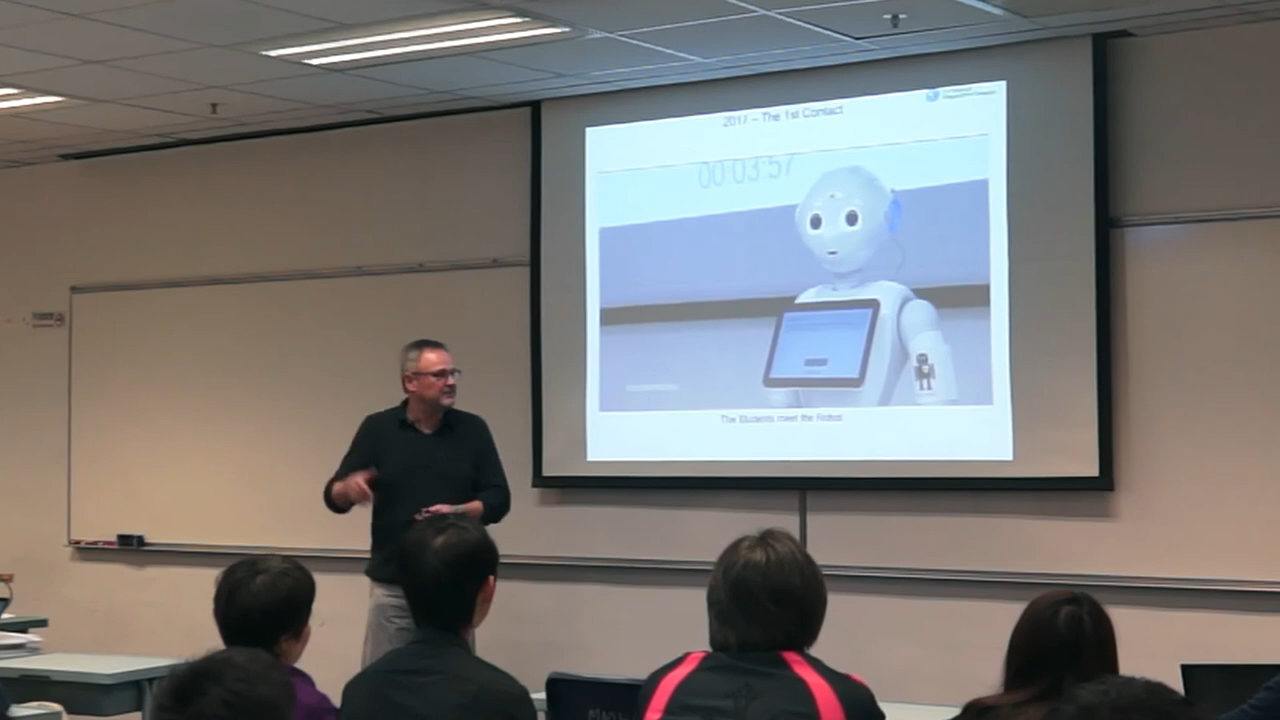 2017 – The 1st Contact
00:03:57
The Students meet the Robot